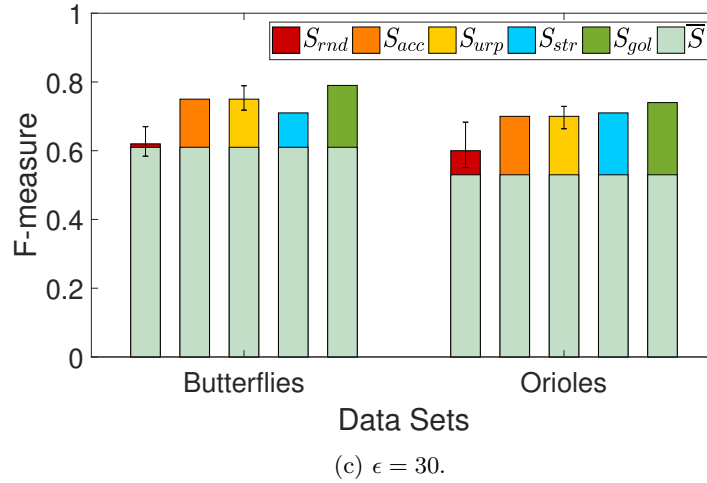 1
0.8
0.6
0.4
0.2
0
F-measure
S_rnd S_acc S_urp S_str S_gol S̅
Butterflies Orioles
Data Sets
(c) ϵ = 30.